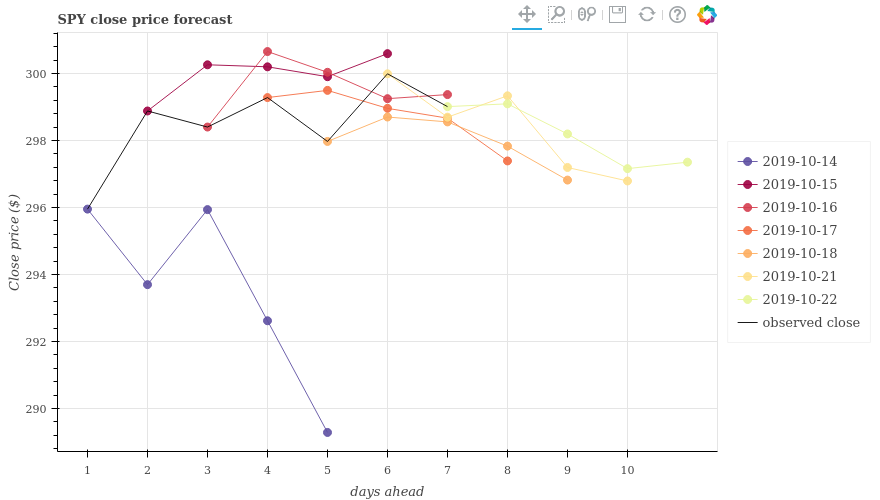 SPY close price forecast
300
298
296
294
292
290
Close price ($)
1 2 3 4 5 6 7 8 9 10
days ahead
2019-10-14
2019-10-15
2019-10-16
2019-10-17
2019-10-18
2019-10-21
2019-10-22
observed close